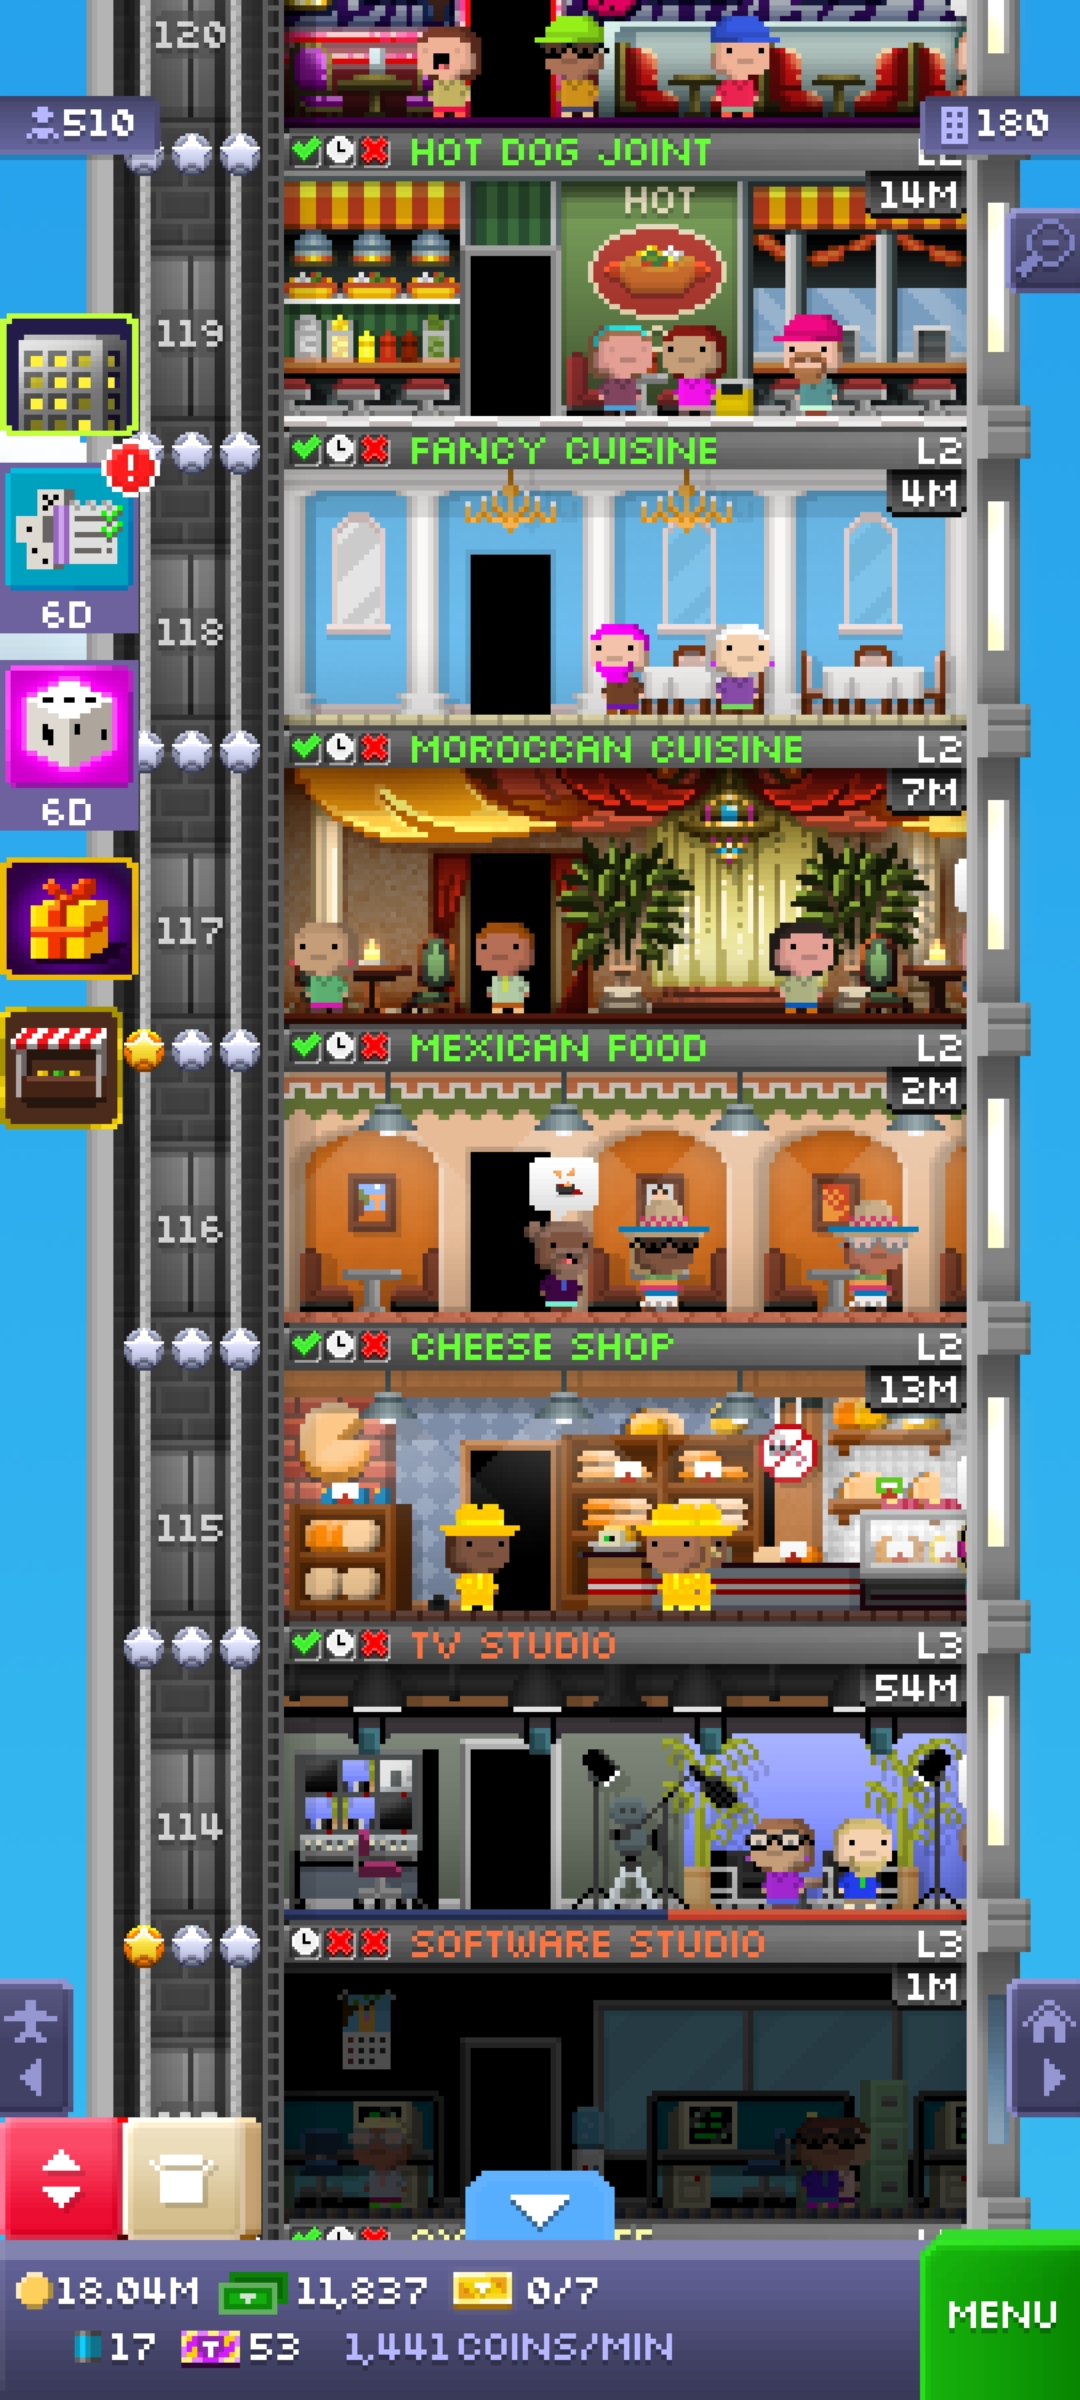 120
510
180
HOT DOG JOINT
14M
HOT
119
FANCY CUISINE L2
4M
6D
118
MOROCCAN CUISINE L2
7M
6D
117
MEXICAN FOOD L2
2M
116
CHEESE SHOP L2
13M
115
TV STUDIO L3
54M
114
SOFTWARE STUDIO L3
1M
18.04M 11,837 0/7
MENU
17 53 1,441 COINS/MIN